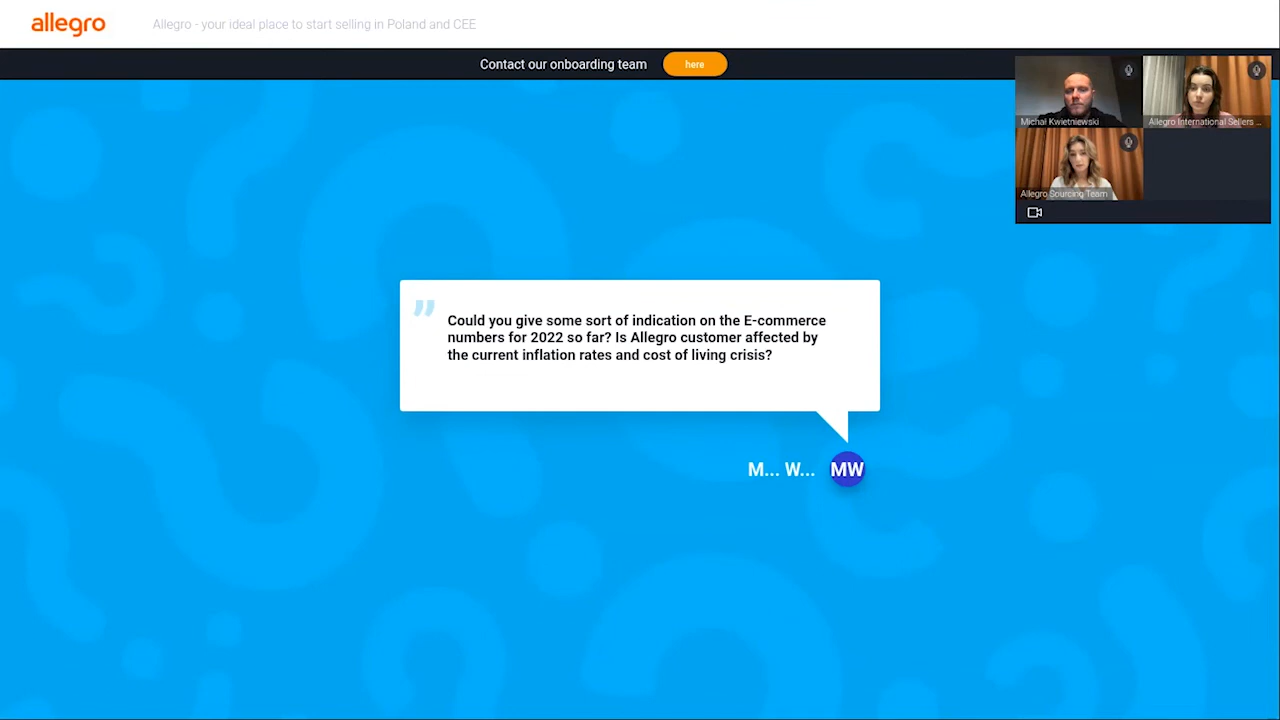 allegro
Allegro - your ideal place to start selling in Poland and CEE
Contact our onboarding team
here
Michał Kwietniewski
Allegro International Sellers ...
Allegro Sourcing Team
”
Could you give some sort of indication on the E-commerce
numbers for 2022 so far? Is Allegro customer affected by
the current inflation rates and cost of living crisis?
M... W...
MW